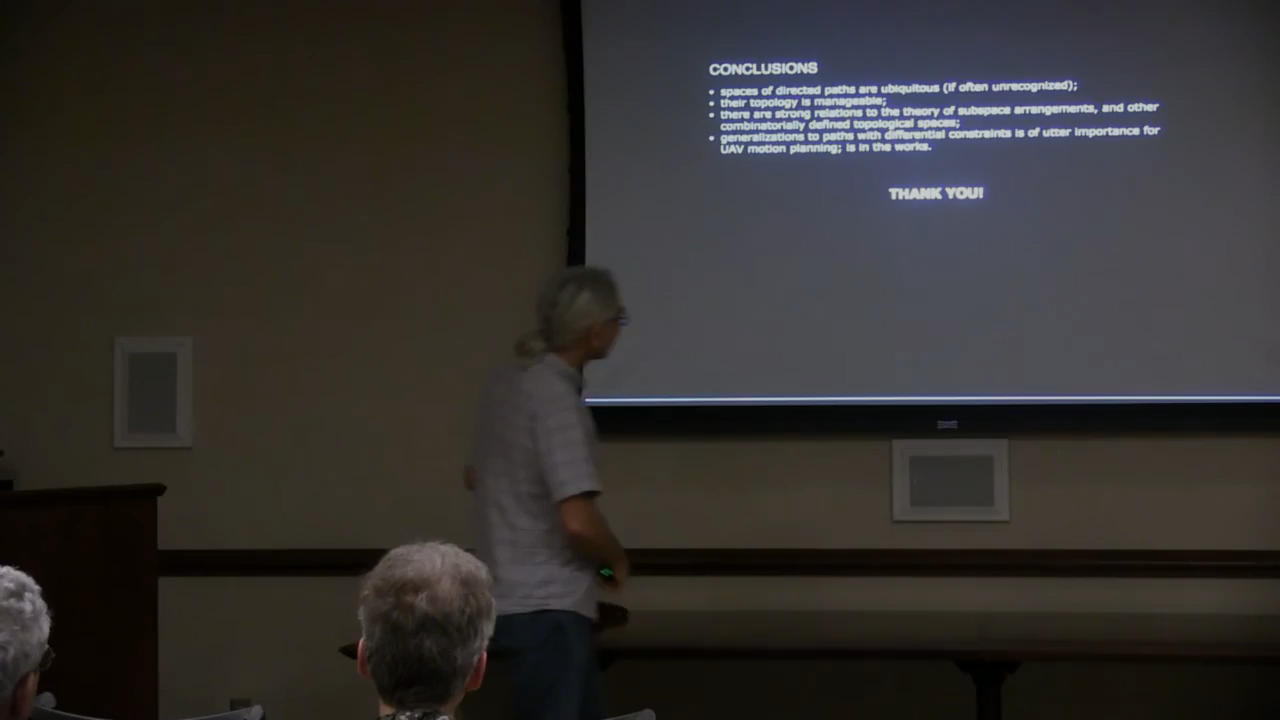 CONCLUSIONS
• spaces of directed paths are ubiquitous (if often unrecognized);
• their topology is manageable;
• there are strong relations to the theory of subspace arrangements, and other
combinatorially defined topological spaces;
• generalizations to paths with differential constraints is of utter importance for
UAV motion planning; is in the works.
THANK YOU!